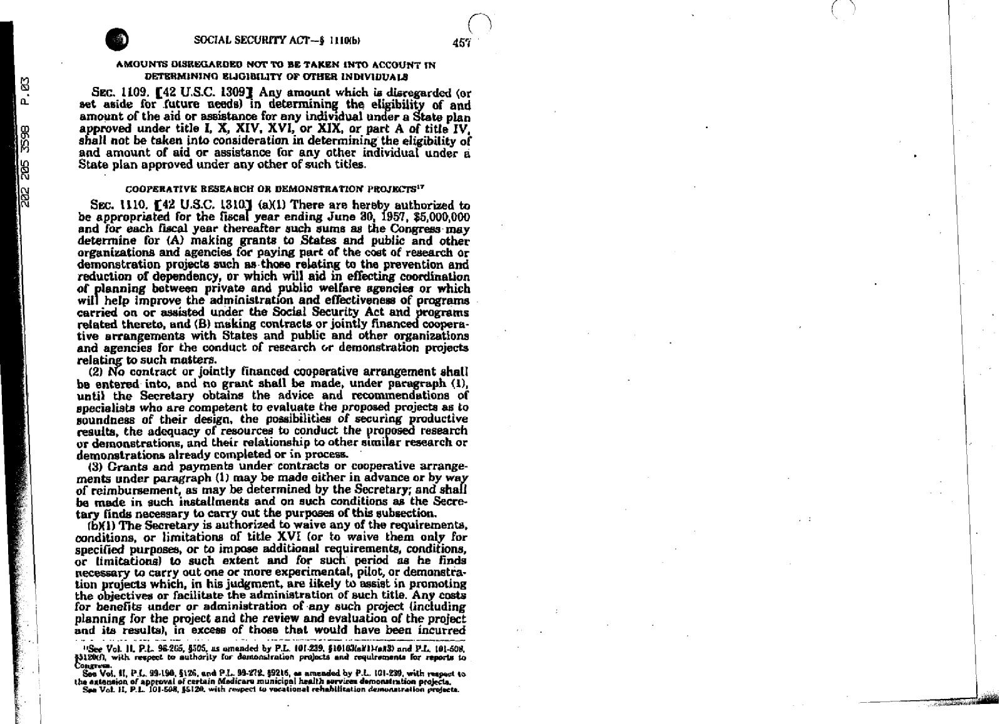 SOCIAL SECURITY ACT—§ 1110(b)
457
202 205 3598 P.03
AMOUNTS DISREGARDED NOT TO BE TAKEN INTO ACCOUNT IN
DETERMINING ELIGIBILITY OF OTHER INDIVIDUALS
SEC. 1109. [42 U.S.C. 1309] Any amount which is disregarded (or
set aside for future needs) in determining the eligibility of and
amount of the aid or assistance for any individual under a State plan
approved under title I, X, XIV, XVI, or XIX, or part A of title IV,
shall not be taken into consideration in determining the eligibility of
and amount of aid or assistance for any other individual under a
State plan approved under any other of such titles.
COOPERATIVE RESEARCH OR DEMONSTRATION PROJECTS¹⁷
SEC. 1110. [42 U.S.C. 1310] (a)(1) There are hereby authorized to
be appropriated for the fiscal year ending June 30, 1957, $5,000,000
and for each fiscal year thereafter such sums as the Congress may
determine for (A) making grants to States and public and other
organizations and agencies for paying part of the cost of research or
demonstration projects such as those relating to the prevention and
reduction of dependency, or which will aid in effecting coordination
of planning between private and public welfare agencies or which
will help improve the administration and effectiveness of programs
carried on or assisted under the Social Security Act and programs
related thereto, and (B) making contracts or jointly financed coopera-
tive arrangements with States and public and other organizations
and agencies for the conduct of research or demonstration projects
relating to such matters.
(2) No contract or jointly financed cooperative arrangement shall
be entered into, and no grant shall be made, under paragraph (1),
until the Secretary obtains the advice and recommendations of
specialists who are competent to evaluate the proposed projects as to
soundness of their design, the possibilities of securing productive
results, the adequacy of resources to conduct the proposed research
or demonstrations, and their relationship to other similar research or
demonstrations already completed or in process.
(3) Grants and payments under contracts or cooperative arrange-
ments under paragraph (1) may be made either in advance or by way
of reimbursement, as may be determined by the Secretary; and shall
be made in such installments and on such conditions as the Secre-
tary finds necessary to carry out the purposes of this subsection.
(b)(1) The Secretary is authorized to waive any of the requirements,
conditions, or limitations of title XVI (or to waive them only for
specified purposes, or to impose additional requirements, conditions,
or limitations) to such extent and for such period as he finds
necessary to carry out one or more experimental, pilot, or demonstra-
tion projects which, in his judgment, are likely to assist in promoting
the objectives or facilitate the administration of such title. Any costs
for benefits under or administration of any such project (including
planning for the project and the review and evaluation of the project
and its results), in excess of those that would have been incurred
¹⁷See Vol. II, P.L. 96-265, §505, as amended by P.L. 101-239, §10103(a)(1)-(a)(3) and P.L. 101-508,
§5120(f), with respect to authority for demonstration projects and requirements for reports to
Congress.
See Vol. II, P.L. 99-190, §126, and P.L. 99-272, §9215, as amended by P.L. 101-239, with respect to
the extension of approval of certain Medicare municipal health services demonstration projects.
See Vol. II, P.L. 101-508, §5120, with respect to vocational rehabilitation demonstration projects.